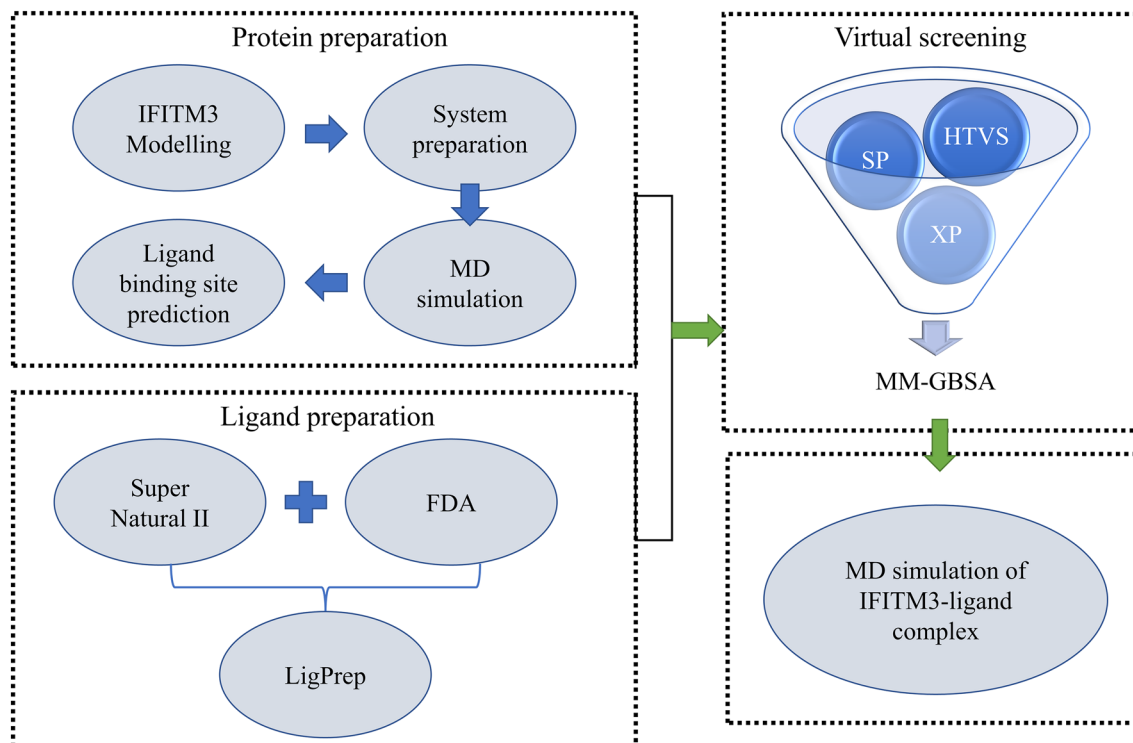 Protein preparation
IFITM3
Modelling
System
preparation
Ligand
binding site
prediction
MD
simulation
Ligand preparation
Super
Natural II
FDA
LigPrep
Virtual screening
SP
HTVS
XP
MM-GBSA
MD simulation of
IFITM3-ligand
complex